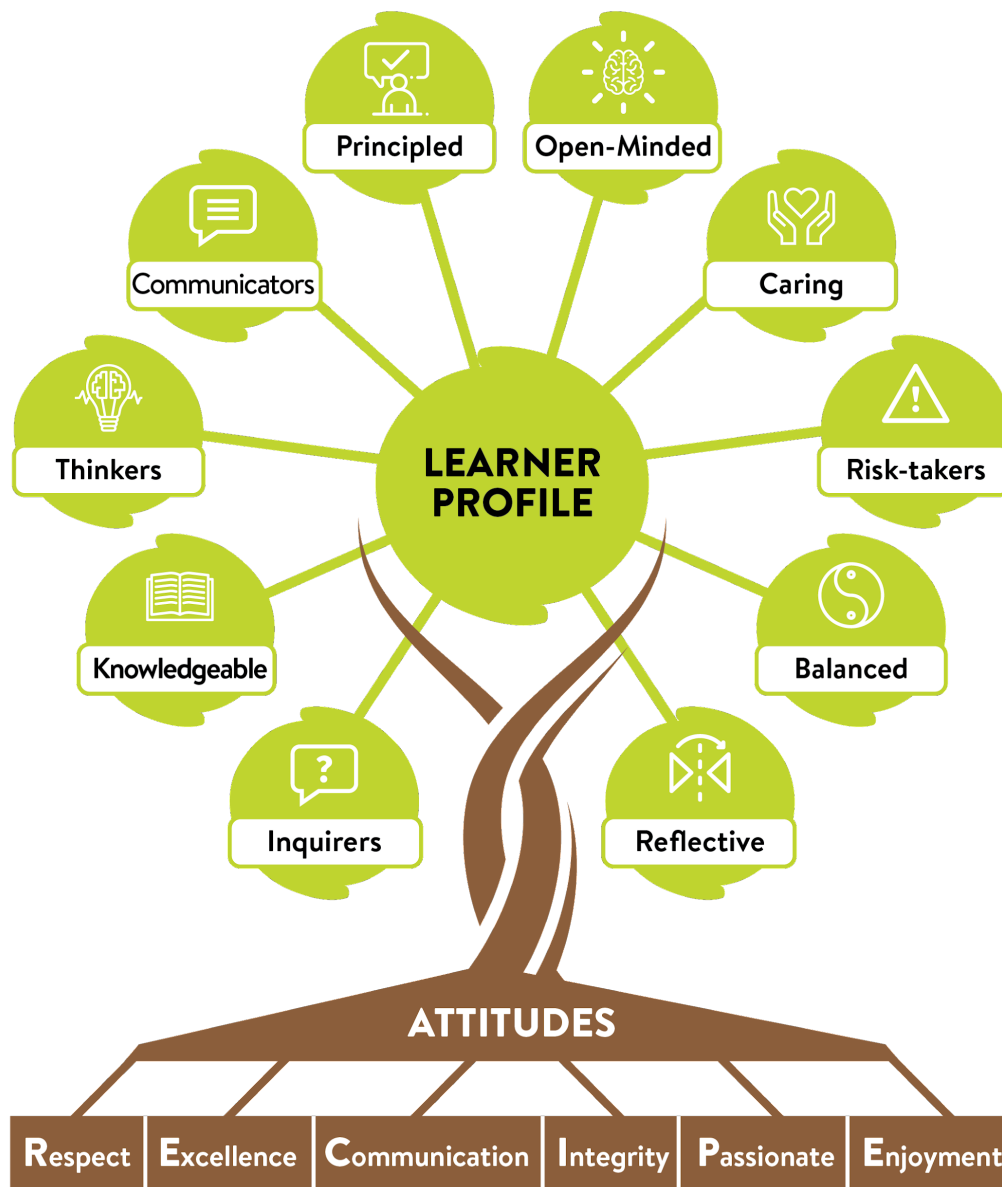 Principled
Open-Minded
Communicators
Caring
Thinkers
LEARNER
PROFILE
Risk-takers
Knowledgeable
Balanced
?
Inquirers
Reflective
ATTITUDES
Respect Excellence Communication Integrity Passionate Enjoyment